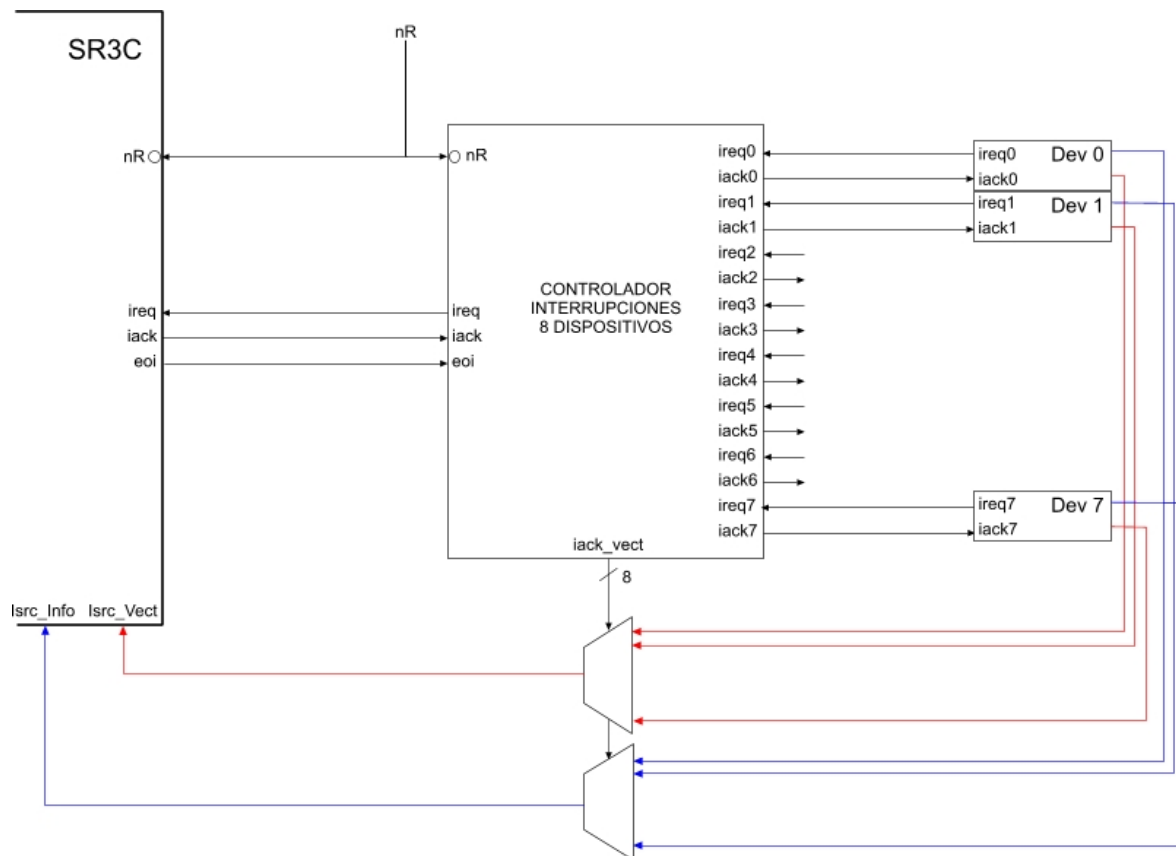 SR3C
nR
nR
nR
ireq
iack
eoi
Isrc_Info
Isrc_Vect
ireq
iack
eoi
CONTROLADOR
INTERRUPCIONES
8 DISPOSITIVOS
iack_vect
8
ireq0
iack0
ireq1
iack1
ireq2
iack2
ireq3
iack3
ireq4
iack4
ireq5
iack5
ireq6
iack6
ireq7
iack7
ireq0 Dev 0
iack0
ireq1 Dev 1
iack1
ireq7 Dev 7
iack7